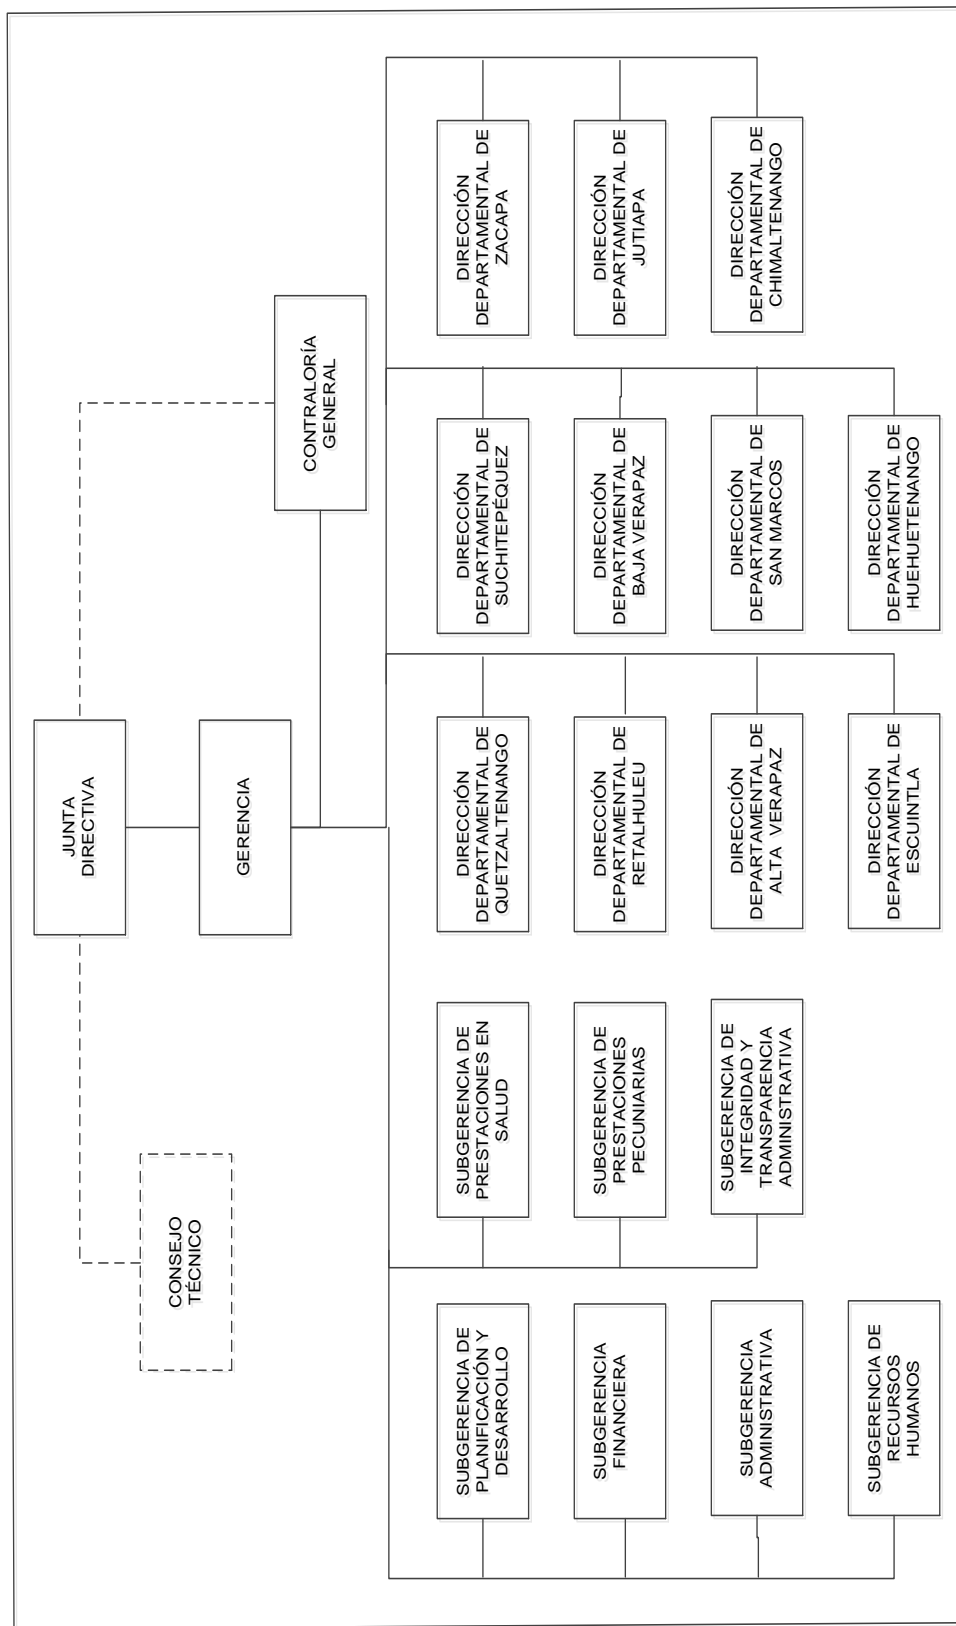 JUNTA
DIRECTIVA
CONSEJO
TÉCNICO
GERENCIA
CONTRALORÍA
GENERAL
SUBGERENCIA DE
PLANIFICACIÓN Y
DESARROLLO
SUBGERENCIA DE
PRESTACIONES EN
SALUD
DIRECCIÓN
DEPARTAMENTAL DE
QUETZALTENANGO
DIRECCIÓN
DEPARTAMENTAL DE
SUCHITEPÉQUEZ
DIRECCIÓN
DEPARTAMENTAL DE
ZACAPA
SUBGERENCIA
FINANCIERA
SUBGERENCIA DE
PRESTACIONES
PECUNIARIAS
DIRECCIÓN
DEPARTAMENTAL DE
RETALHULEU
DIRECCIÓN
DEPARTAMENTAL DE
BAJA VERAPAZ
DIRECCIÓN
DEPARTAMENTAL DE
JUTIAPA
SUBGERENCIA
ADMINISTRATIVA
SUBGERENCIA DE
INTEGRIDAD Y
TRANSPARENCIA
ADMINISTRATIVA
DIRECCIÓN
DEPARTAMENTAL DE
ALTA VERAPAZ
DIRECCIÓN
DEPARTAMENTAL DE
SAN MARCOS
DIRECCIÓN
DEPARTAMENTAL DE
CHIMALTENANGO
SUBGERENCIA DE
RECURSOS
HUMANOS
DIRECCIÓN
DEPARTAMENTAL DE
ESCUINTLA
DIRECCIÓN
DEPARTAMENTAL DE
HUEHUETENANGO